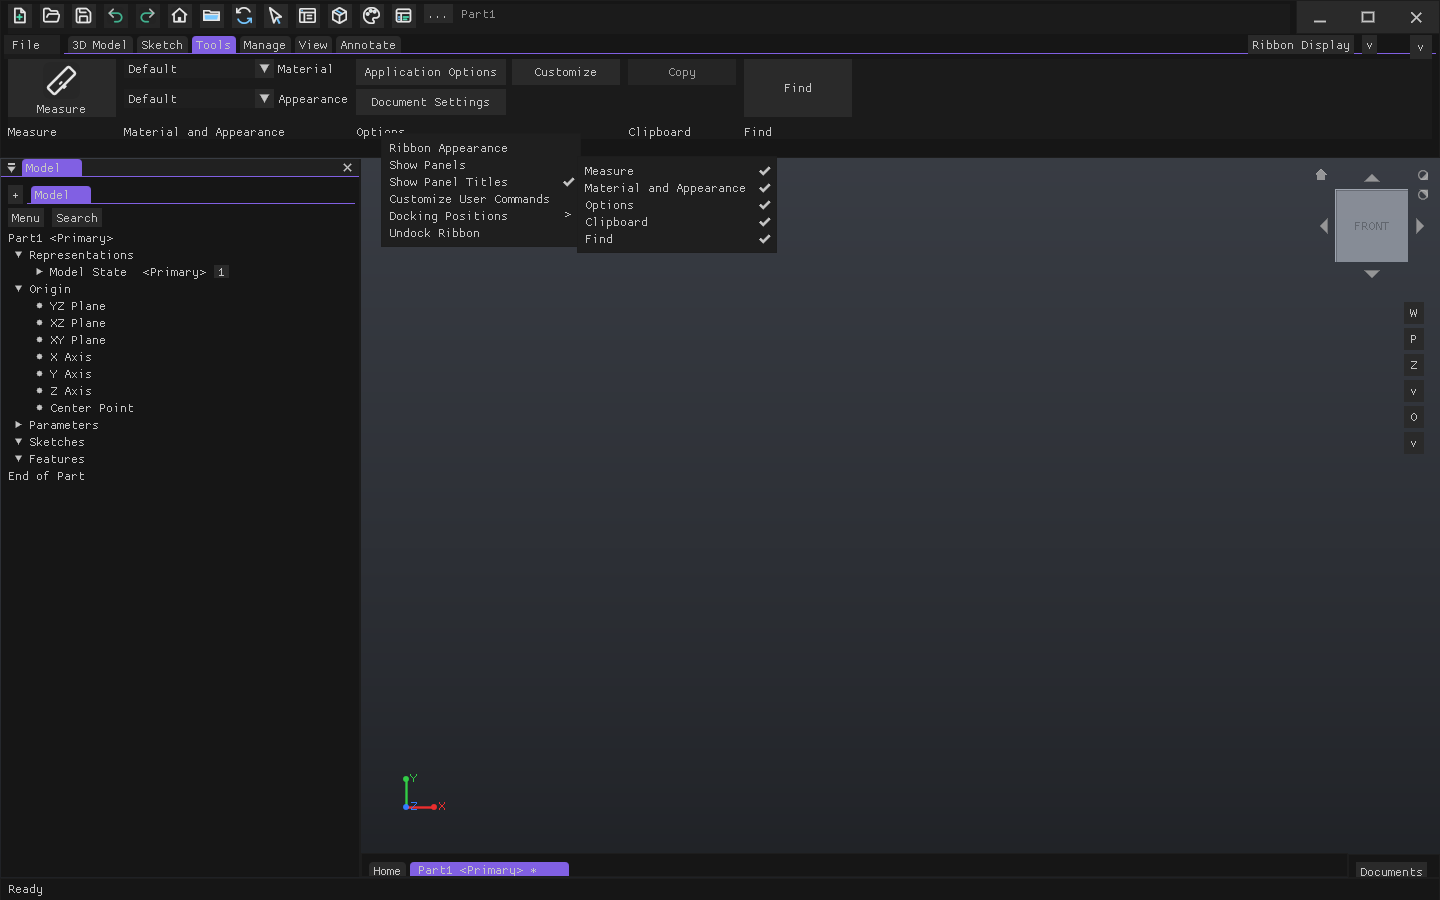 ... Part1
File 3D Model Sketch Tools Manage View Annotate Ribbon Display v v
Default Material Application Options Customize Copy Find
Measure Default Appearance Document Settings
Measure Material and Appearance Options Clipboard Find
Ribbon Appearance
Show Panels
Show Panel Titles
Customize User Commands
Docking Positions >
Undock Ribbon
Measure
Material and Appearance
Options
Clipboard
Find
Model
+ Model
Menu Search
Part1 <Primary>
Representations
Model State <Primary> 1
Origin
YZ Plane
XZ Plane
XY Plane
X Axis
Y Axis
Z Axis
Center Point
Parameters
Sketches
Features
End of Part
FRONT
W
P
Z
v
O
v
Y
Z X
Home Part1 <Primary> * Documents
Ready